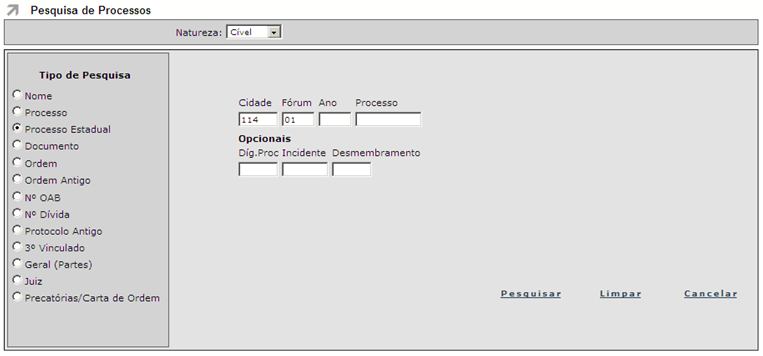 Pesquisa de Processos
Natureza: Cível
Tipo de Pesquisa
Nome
Processo
Processo Estadual
Documento
Ordem
Ordem Antigo
Nº OAB
Nº Dívida
Protocolo Antigo
3º Vinculado
Geral (Partes)
Juiz
Precatórias/Carta de Ordem
Cidade Fórum Ano Processo
114 01
Opcionais
Díg.Proc Incidente Desmembramento
Pesquisar Limpar Cancelar